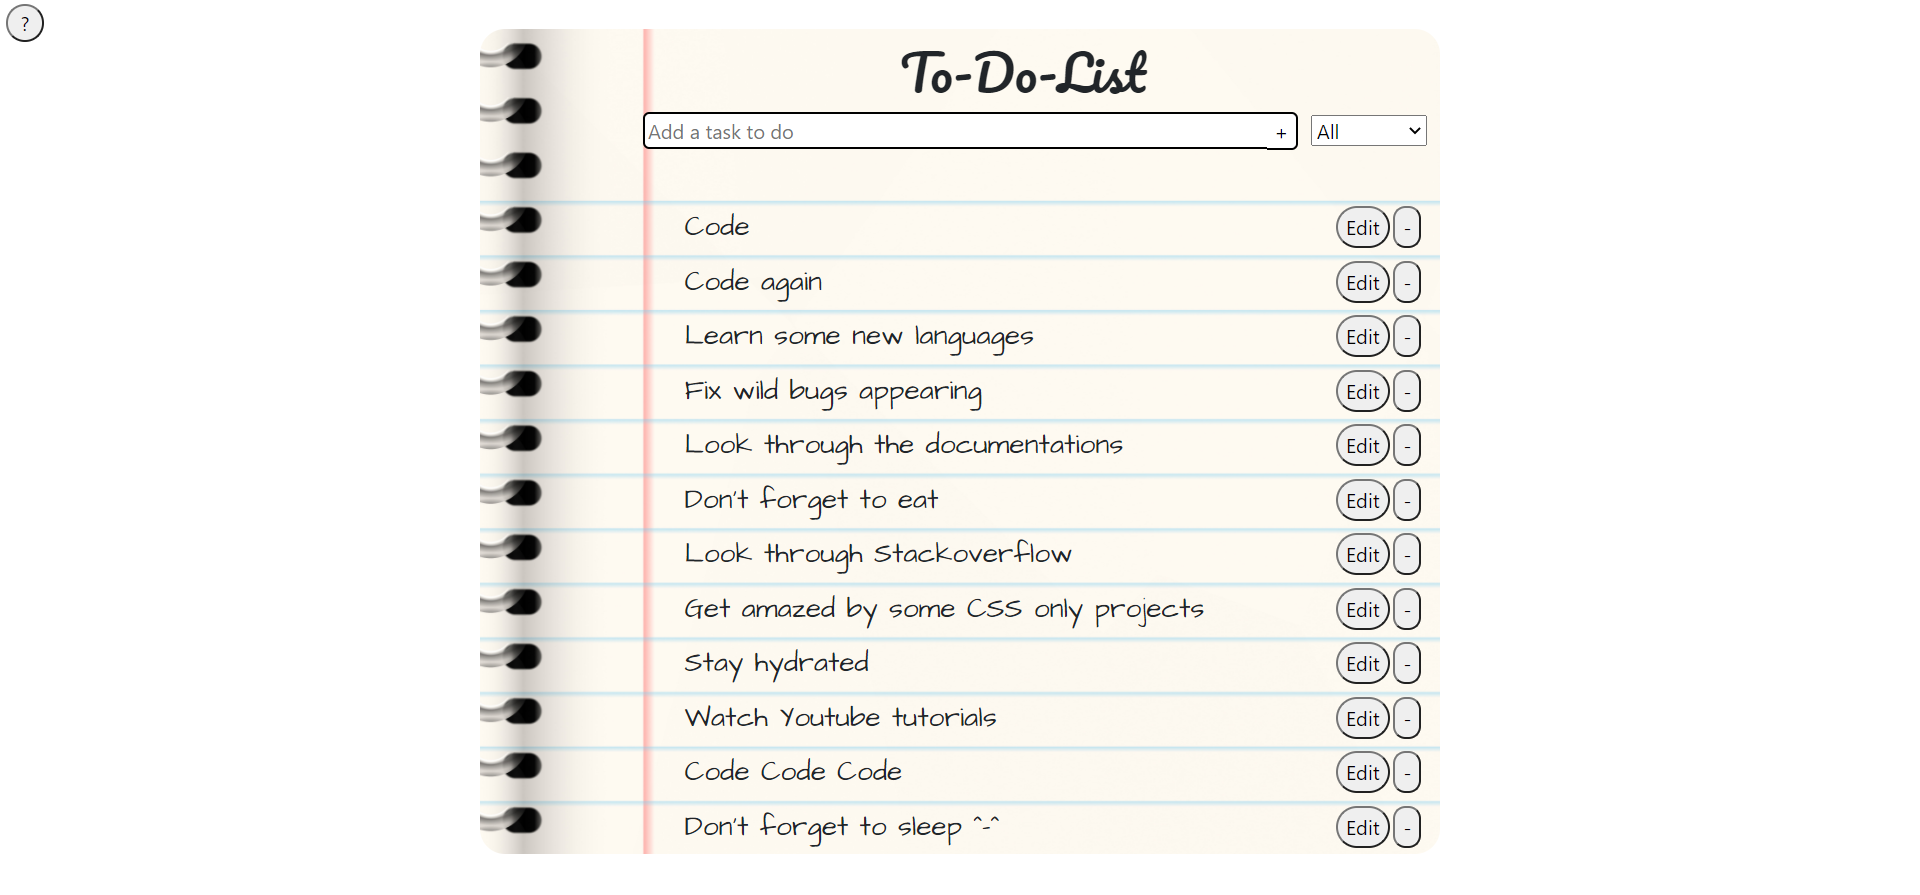 ?
To-Do-List
Add a task to do + All
Code Edit -
Code again Edit -
Learn some new languages Edit -
Fix wild bugs appearing Edit -
Look through the documentations Edit -
Don't forget to eat Edit -
Look through Stackoverflow Edit -
Get amazed by some CSS only projects Edit -
Stay hydrated Edit -
Watch Youtube tutorials Edit -
Code Code Code Edit -
Don't forget to sleep ^-^ Edit -